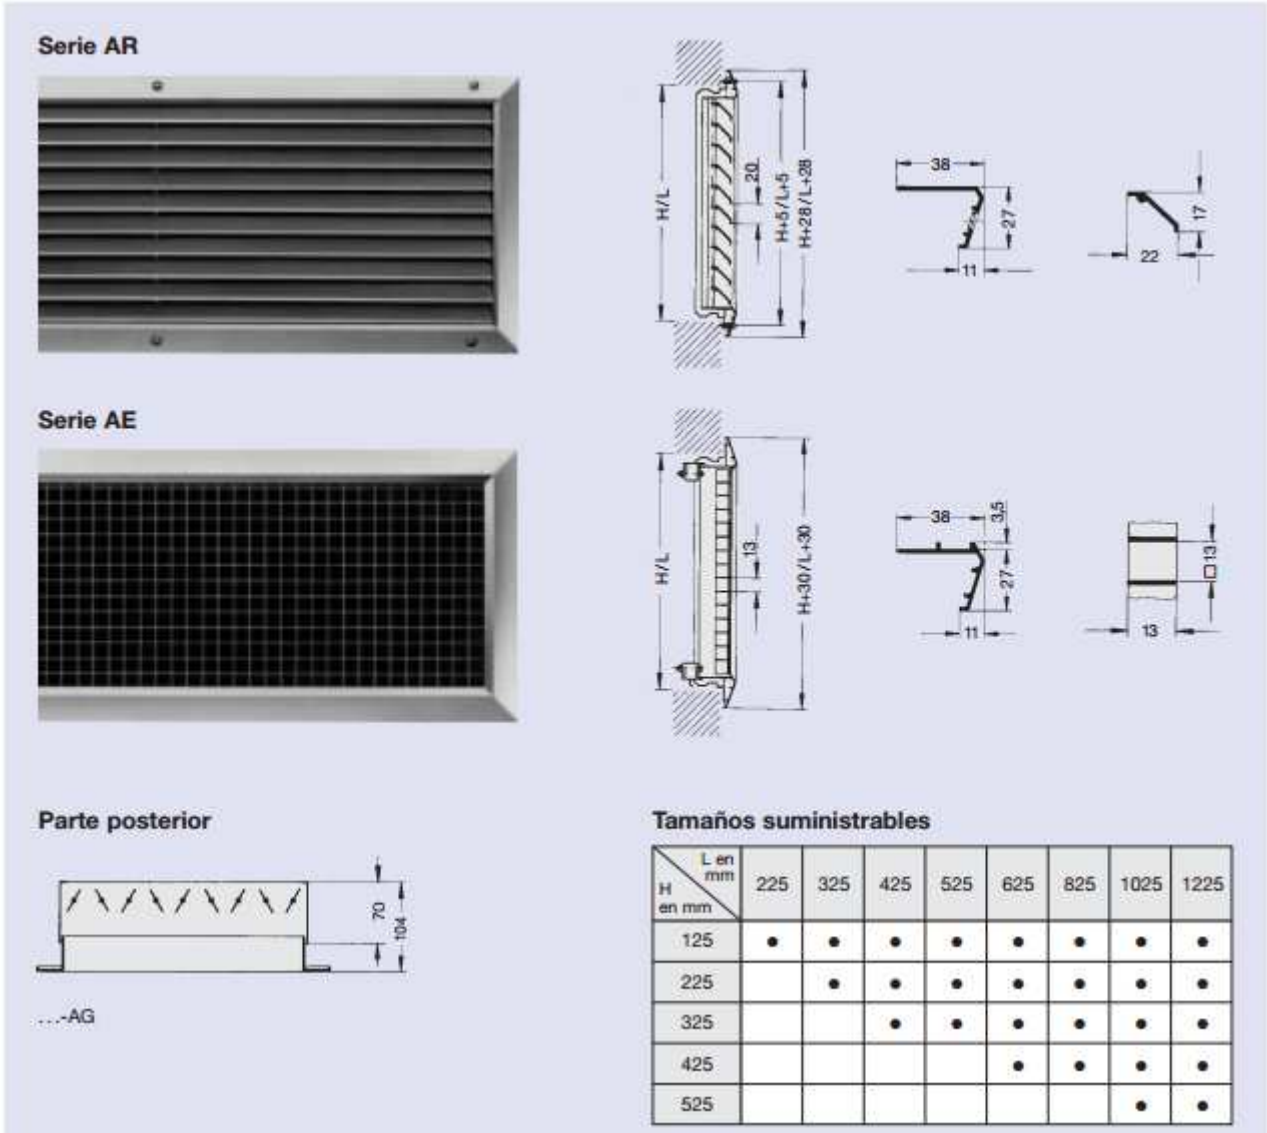 Serie AR
H/L
20
H+5/L+5
H+28/L+28
38
27
11
17
22
Serie AE
H/L
13
H+30/L+30
38
3,5
27
11
□13
13
Parte posterior
70
104
...-AG
Tamaños suministrables
L en mm
H en mm
225 325 425 525 625 825 1025 1225
125 • • • • • • • •
225 • • • • • • •
325 • • • • • •
425 • • • •
525 • •